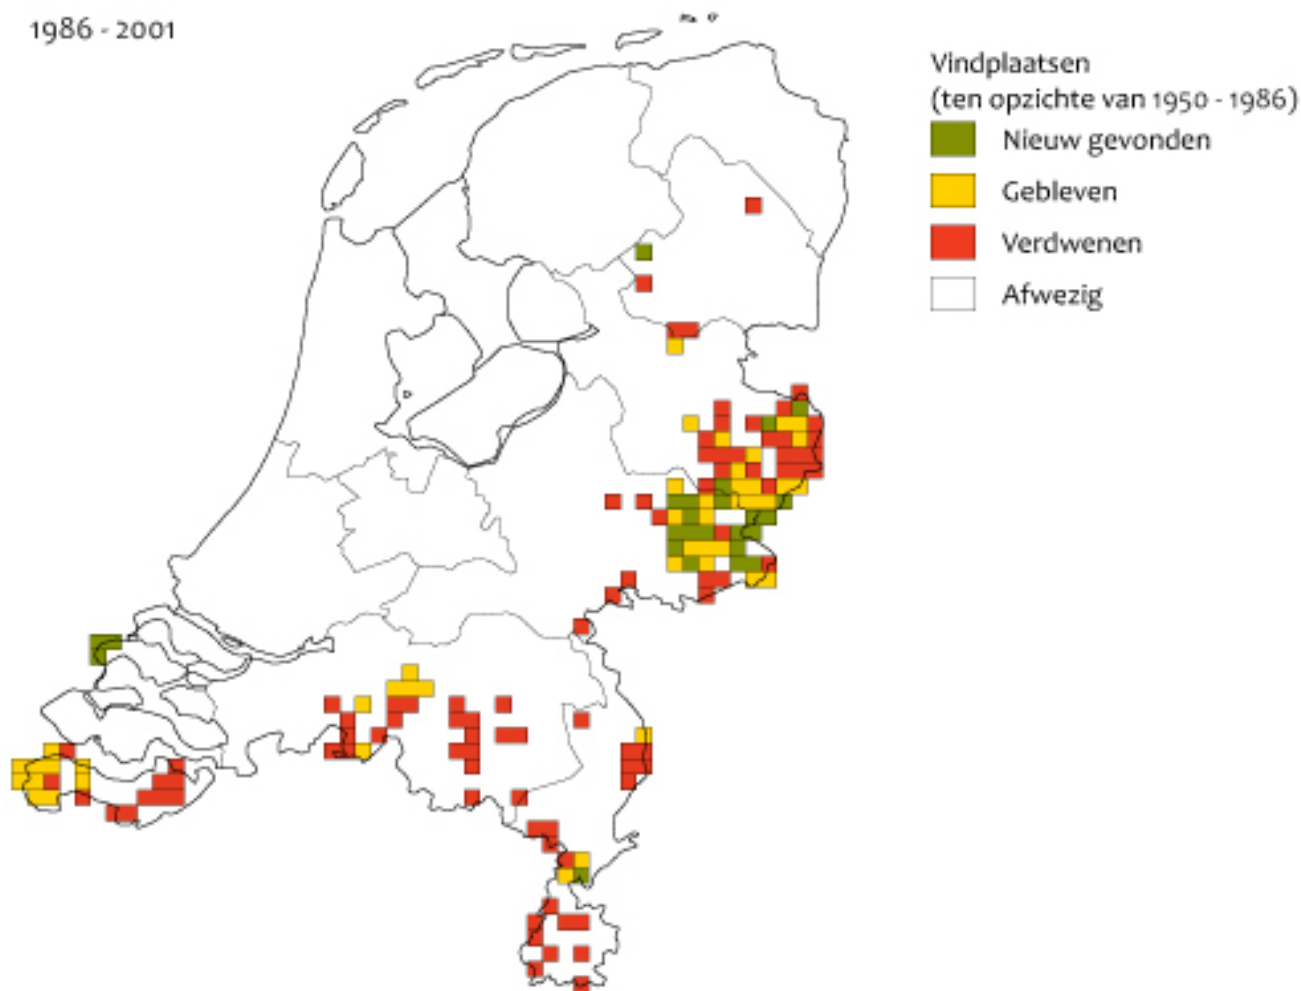 1986 - 2001
Vindplaatsen
(ten opzichte van 1950 - 1986)
Nieuw gevonden
Gebleven
Verdwenen
Afwezig